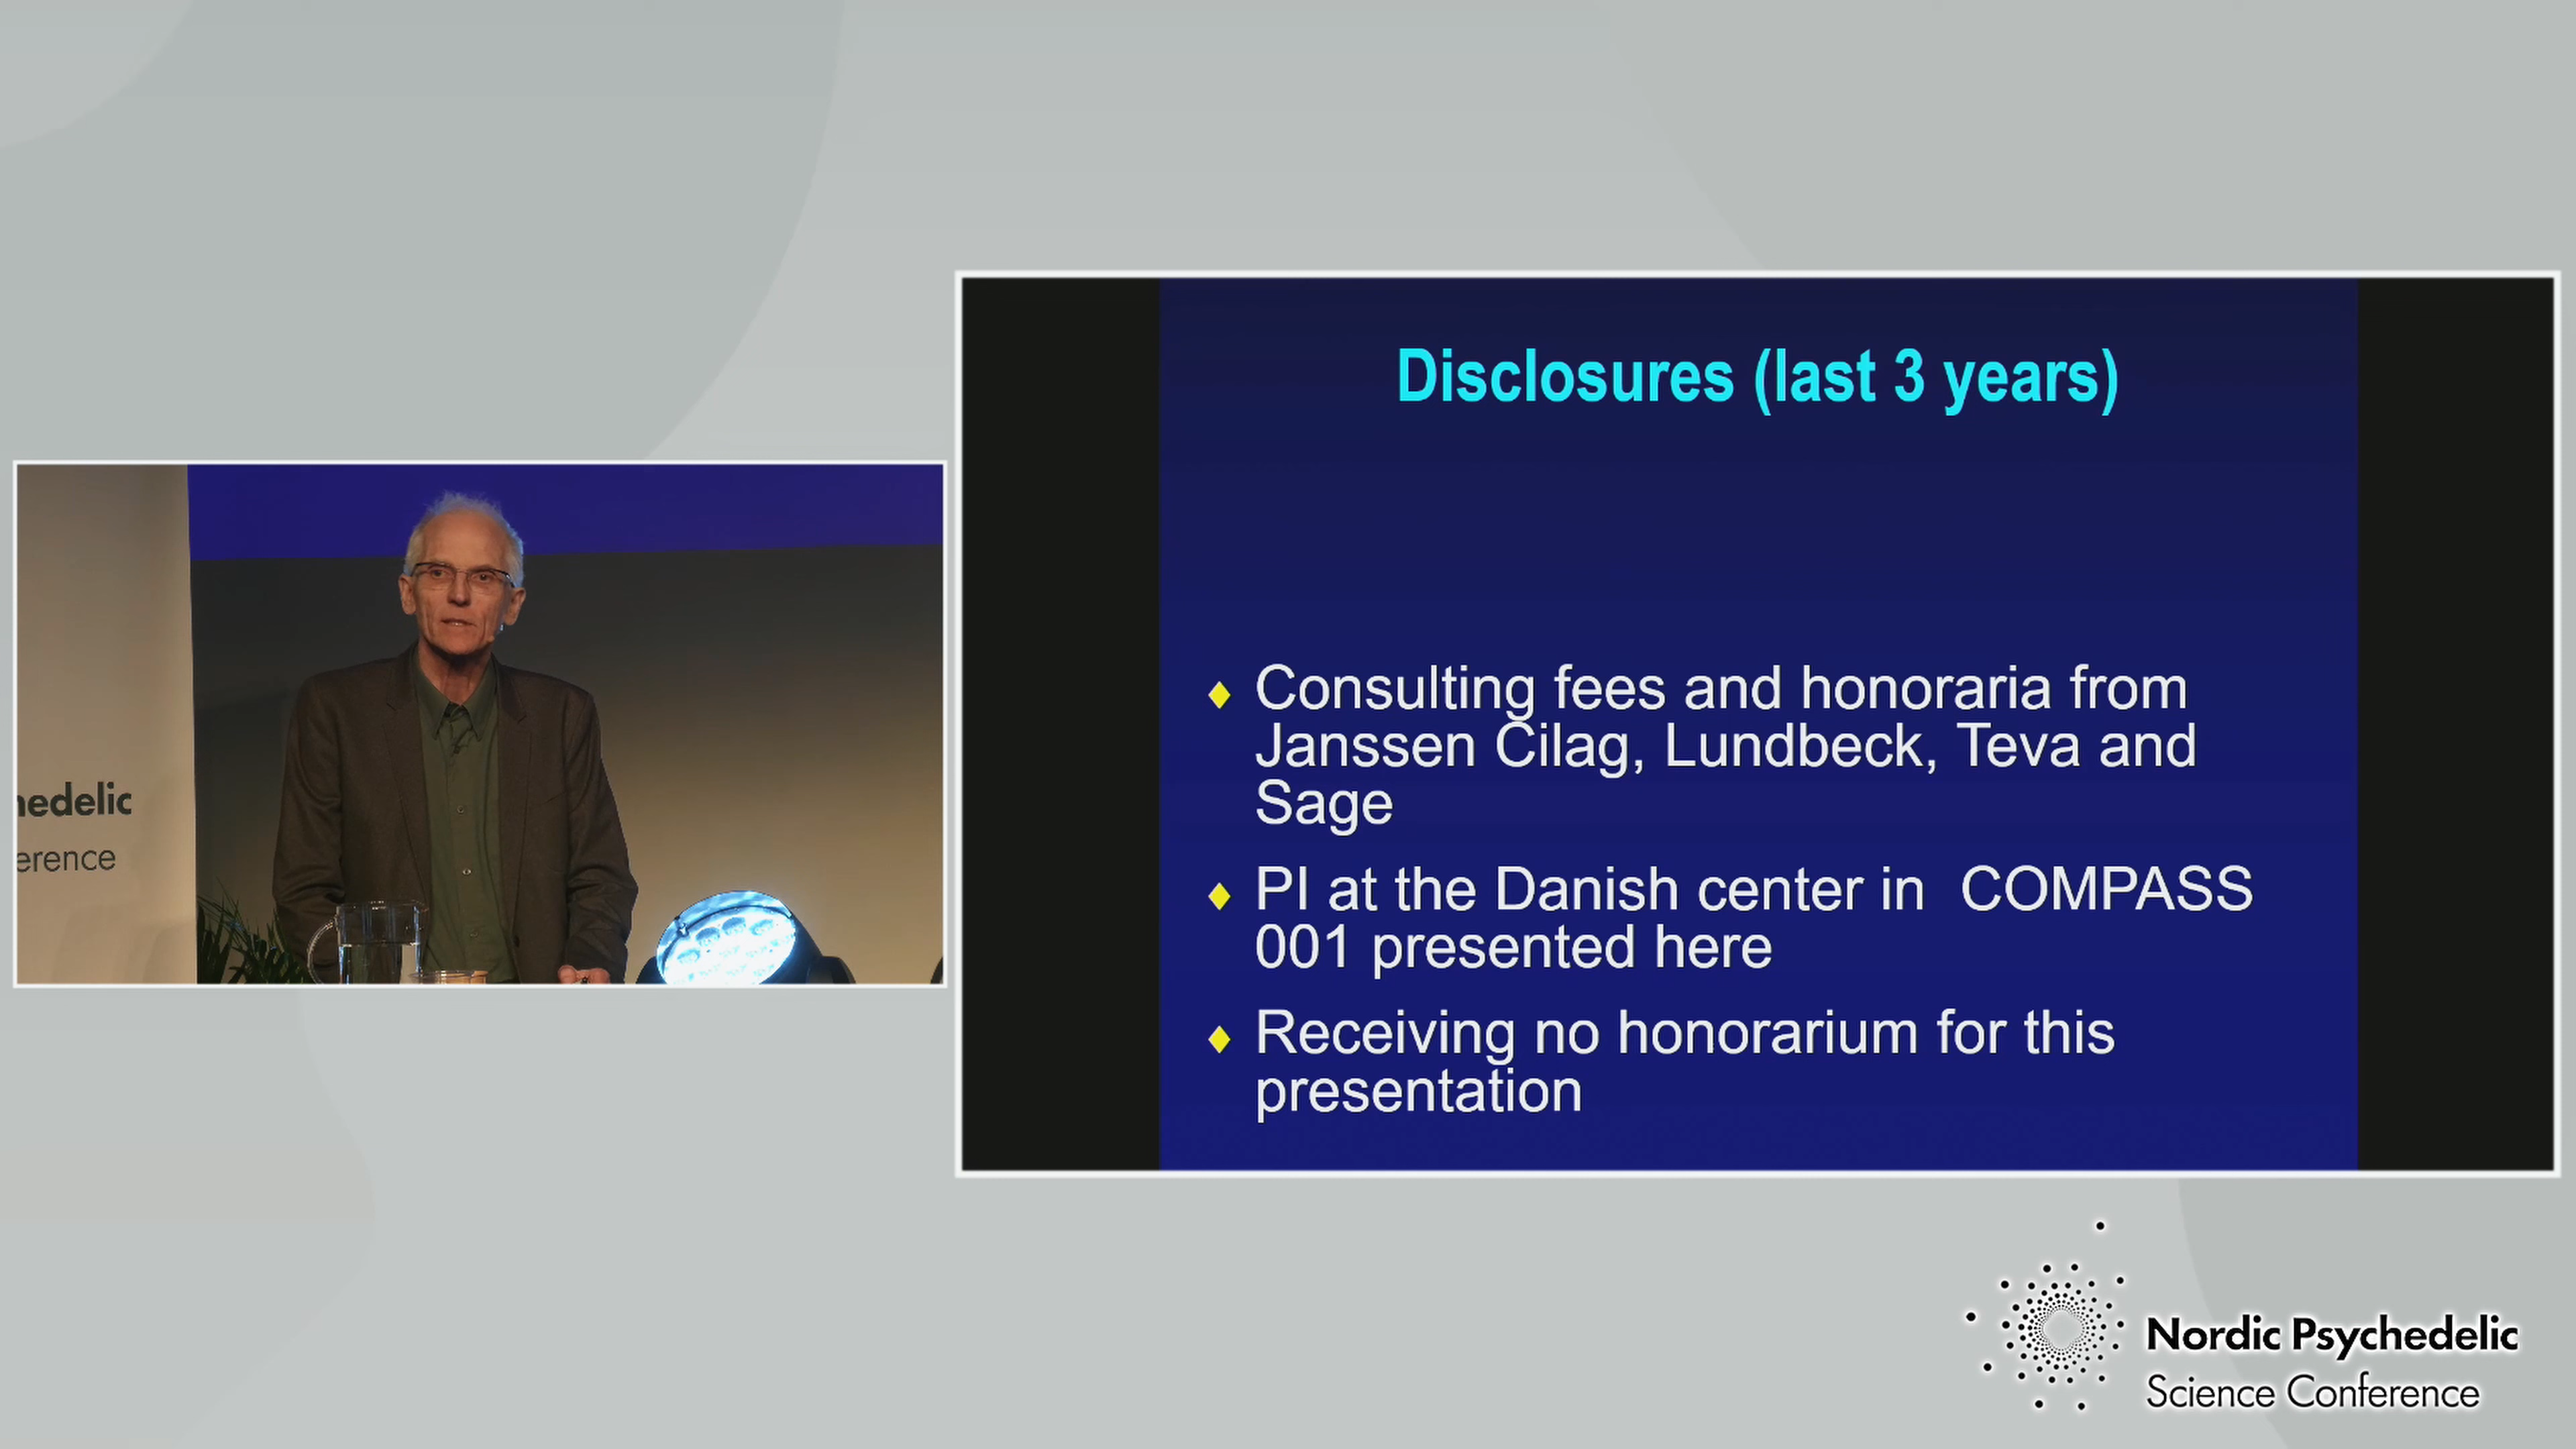 hedelic
erence
Disclosures (last 3 years)
Consulting fees and honoraria from
Janssen Cilag, Lundbeck, Teva and
Sage
PI at the Danish center in COMPASS
001 presented here
Receiving no honorarium for this
presentation
Nordic Psychedelic
Science Conference